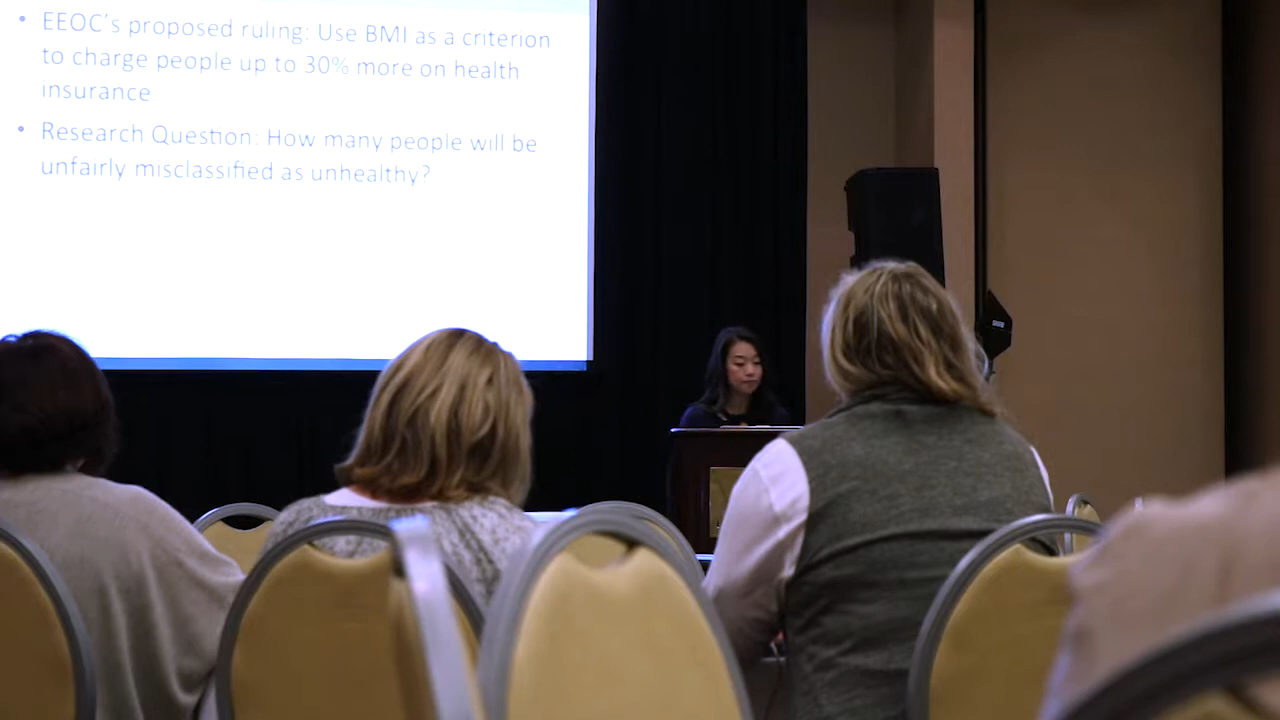 • EEOC's proposed ruling: Use BMI as a criterion
to charge people up to 30% more on health
insurance
• Research Question: How many people will be
unfairly misclassified as unhealthy?